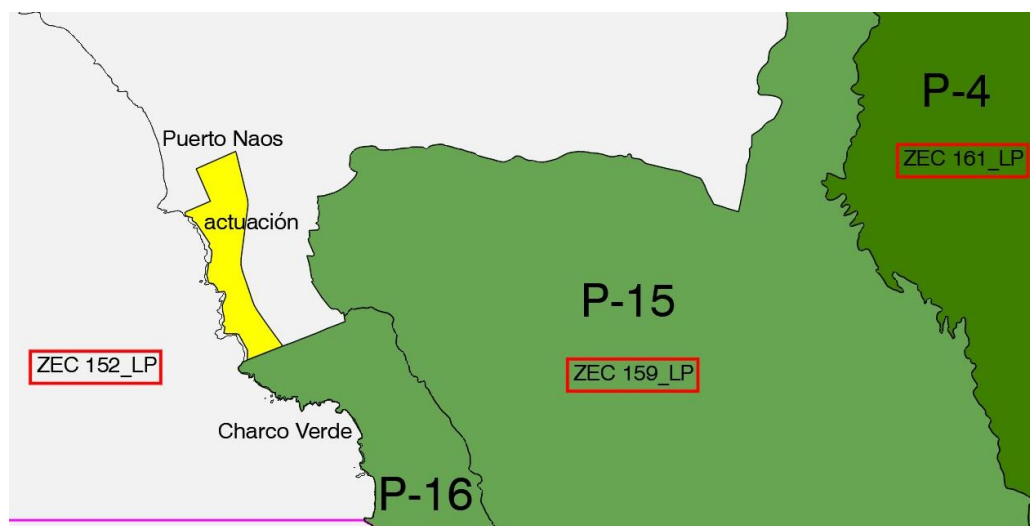 P-4
Puerto Naos
ZEC 161_LP
actuación
P-15
ZEC 152_LP
ZEC 159_LP
Charco Verde
P-16